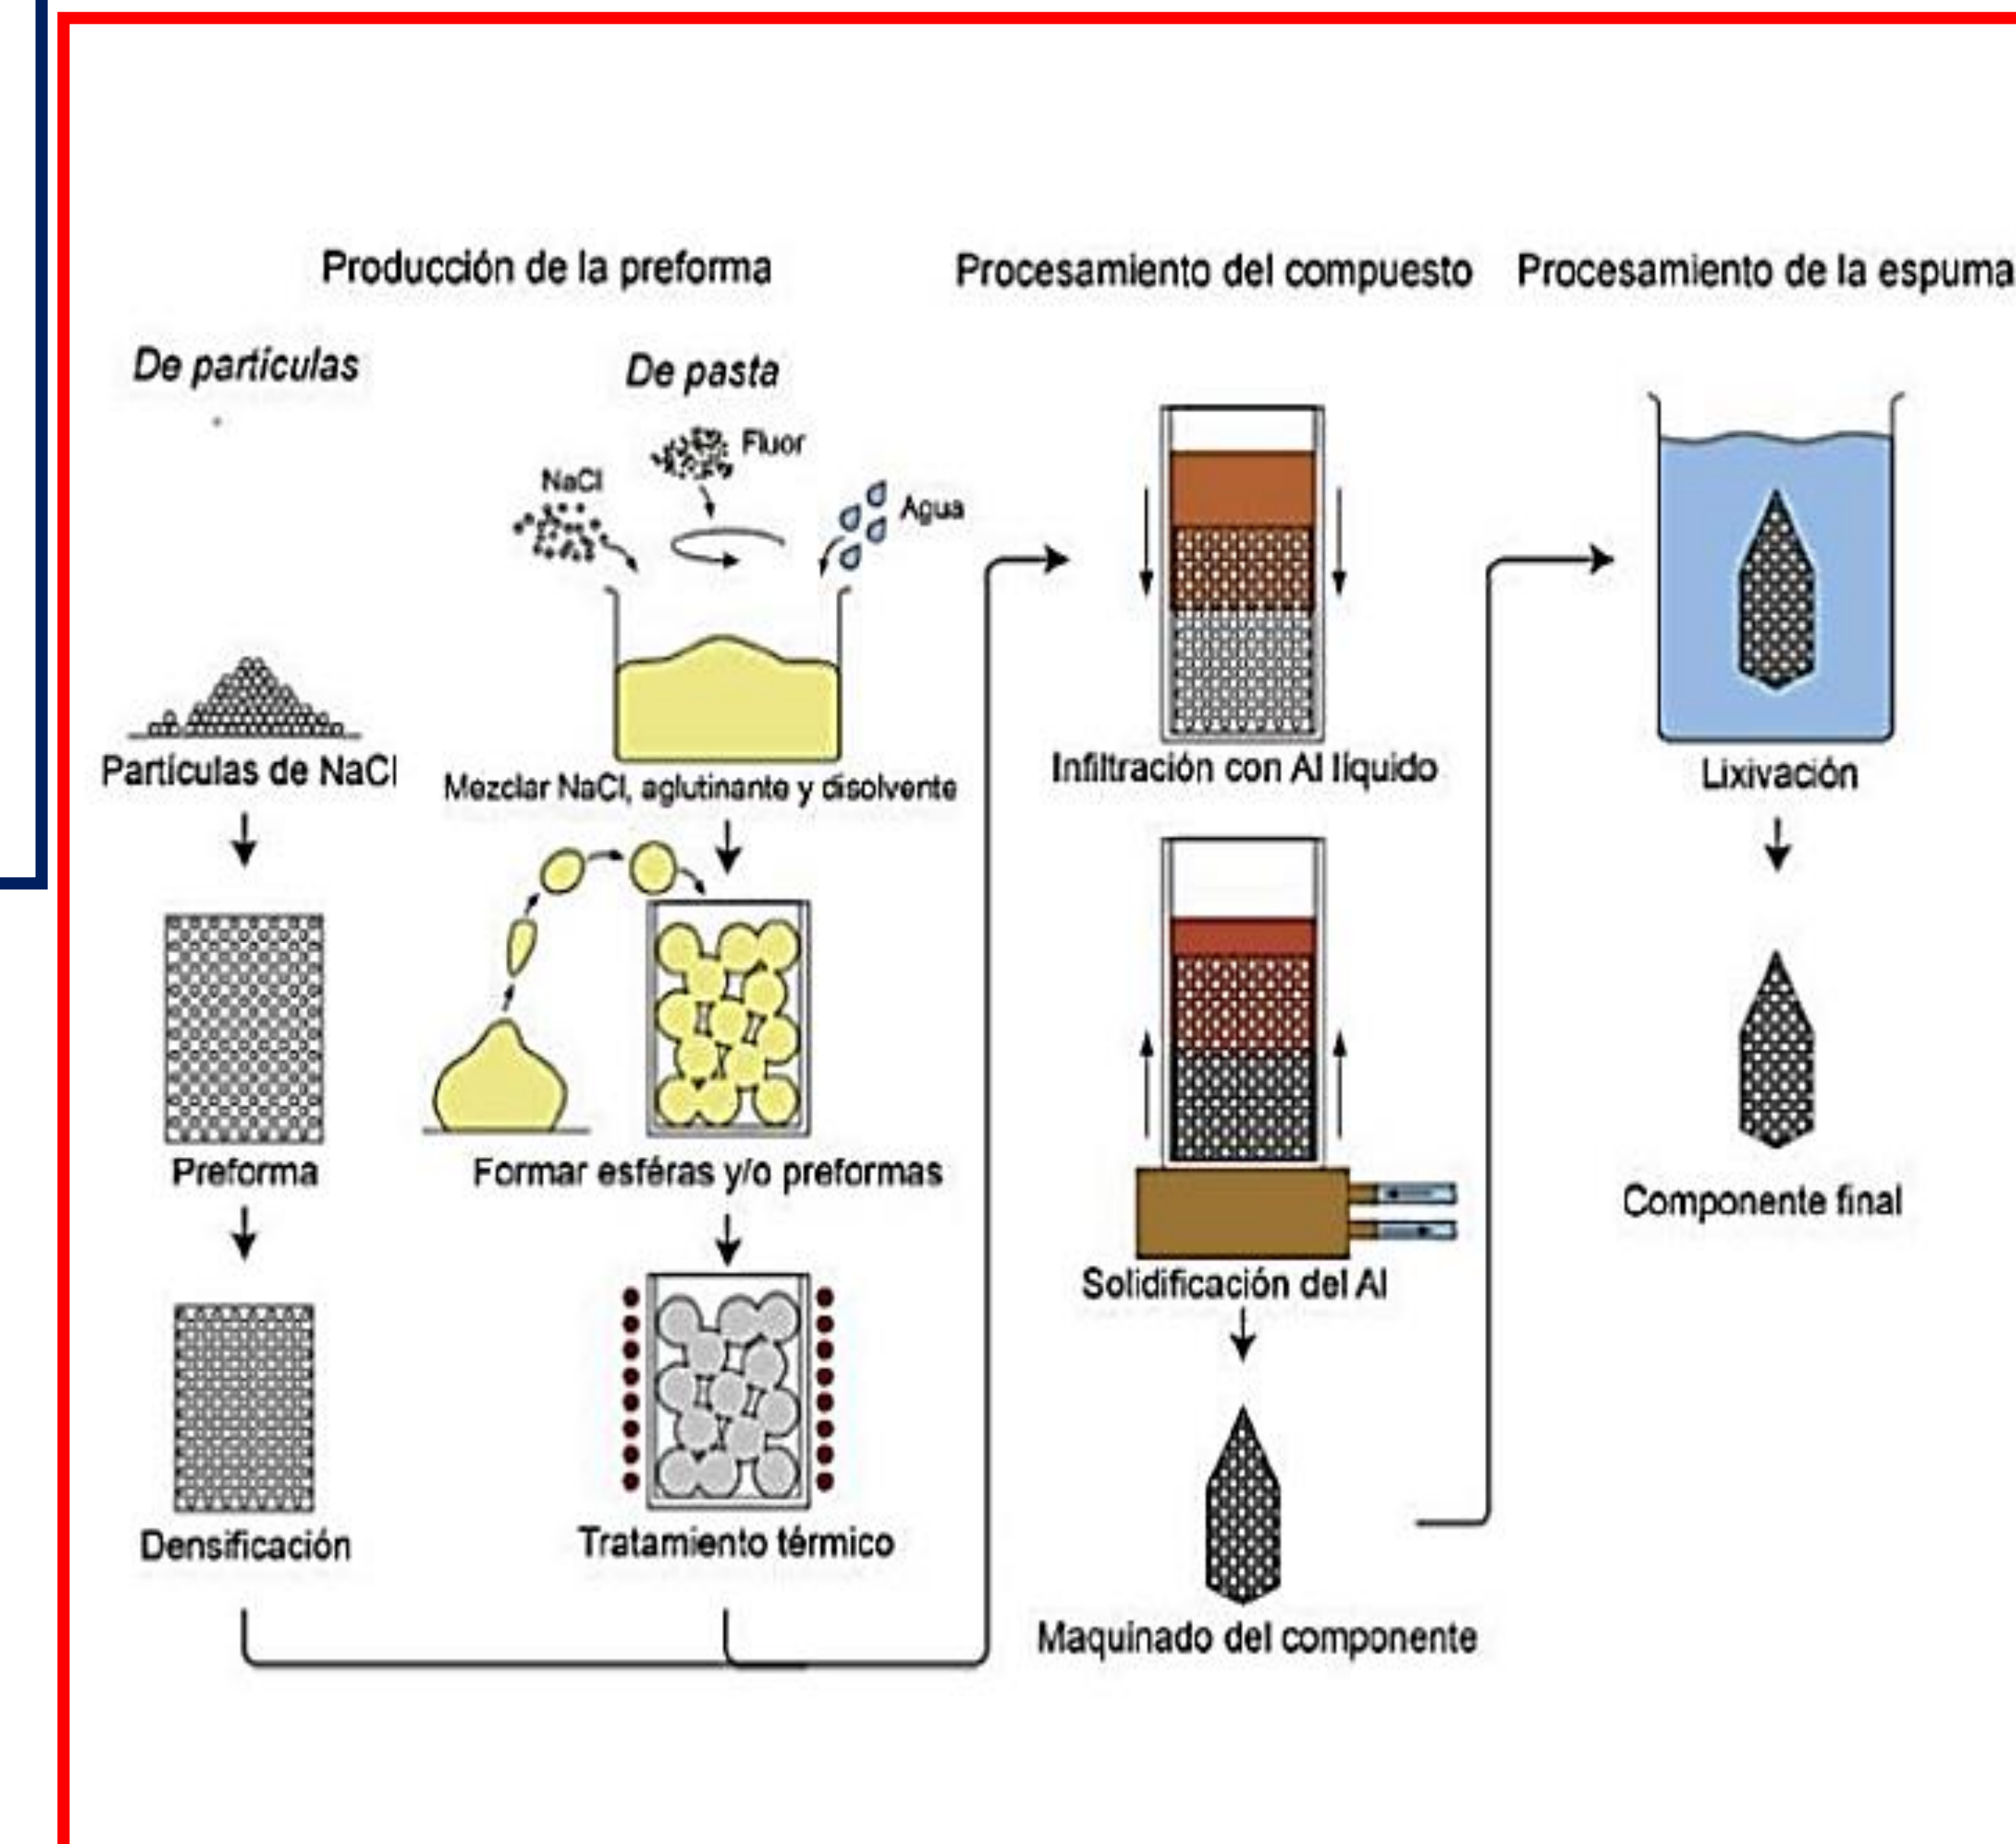 Producción de la preforma
Procesamiento del compuesto
Procesamiento de la espuma
De partículas
De pasta
Fluor
NaCl
Agua
Partículas de NaCl
Mezclar NaCl, aglutinante y disolvente
Preforma
Formar esféras y/o preformas
Densificación
Tratamiento térmico
Infiltración con Al líquido
Solidificación del Al
Maquinado del componente
Lixivación
Componente final